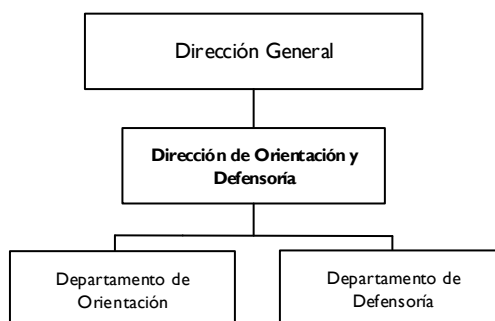 Dirección General
Dirección de Orientación y
Defensoría
Departamento de
Orientación
Departamento de
Defensoría